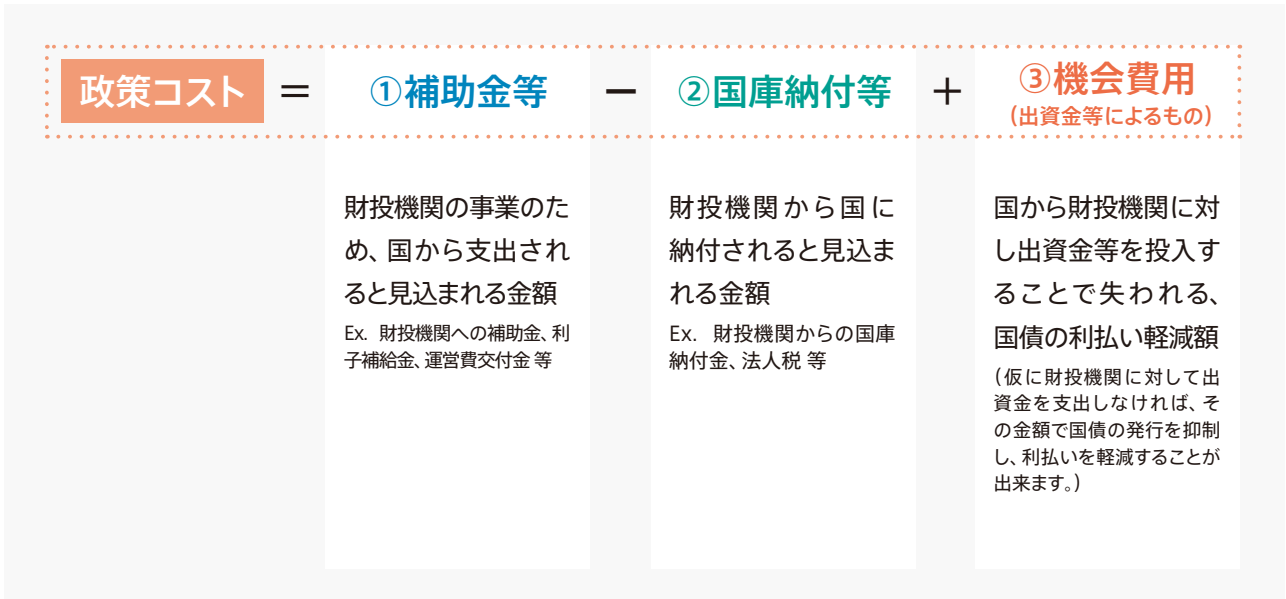 政策コスト ＝ ①補助金等 － ②国庫納付等 ＋ ③機会費用
（出資金等によるもの）
財投機関の事業のた
め、国から支出され
ると見込まれる金額
Ex. 財投機関への補助金、利
子補給金、運営費交付金 等
財投機関から国に
納付されると見込ま
れる金額
Ex. 財投機関からの国庫
納付金、法人税 等
国から財投機関に対
し出資金等を投入す
ることで失われる、
国債の利払い軽減額
（仮に財投機関に対して出
資金を支出しなければ、そ
の金額で国債の発行を抑制
し、利払いを軽減することが
出来ます。）